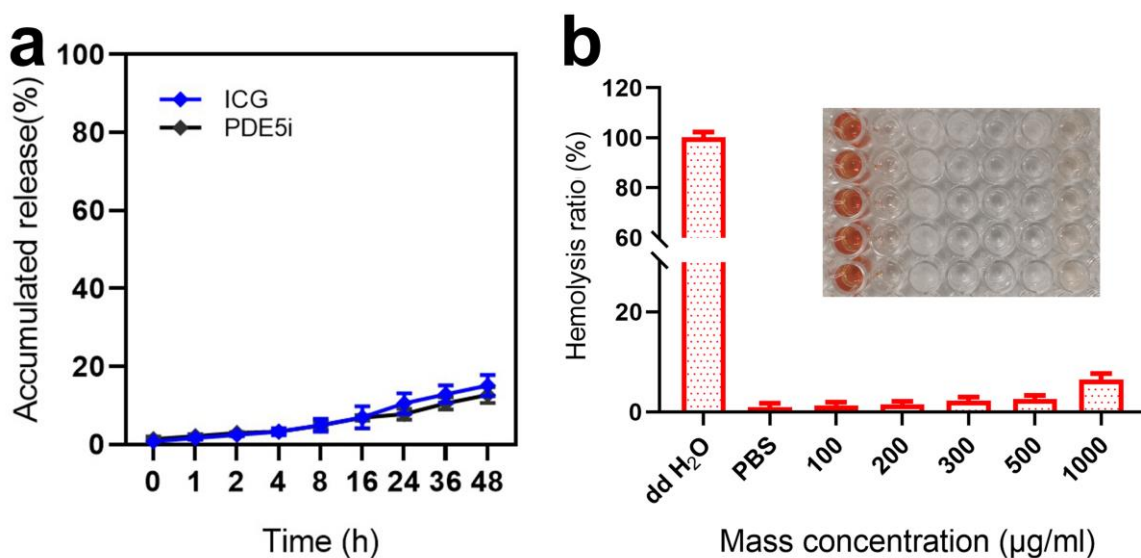 a
100
80
60
40
20
0
Accumulated release(%)
ICG
PDE5i
0 1 2 4 8 16 24 36 48
Time (h)
b
120
100
80
60
20
0
Hemolysis ratio (%)
dd H₂O PBS 100 200 300 500 1000
Mass concentration (μg/ml)